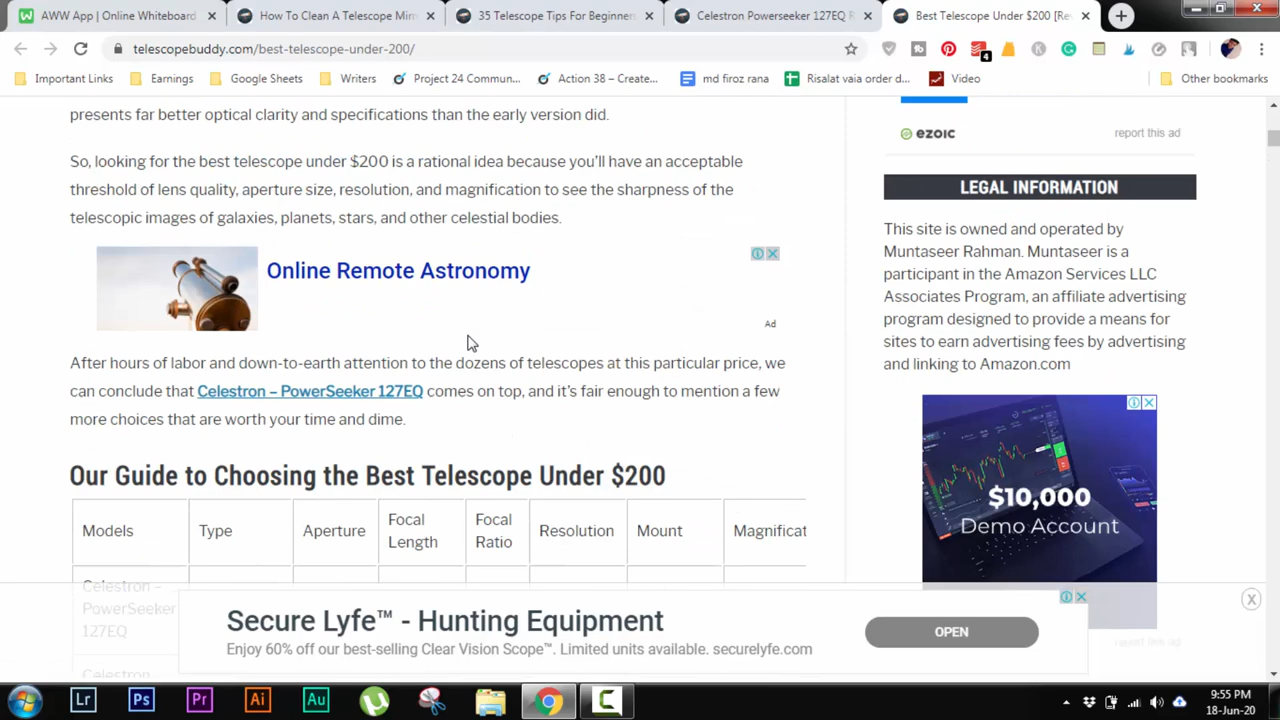 AWW App | Online Whiteboard
How To Clean A Telescope Mirr
35 Telescope Tips For Beginners
Celestron Powerseeker 127EQ R
Best Telescope Under $200 [Re
telescopebuddy.com/best-telescope-under-200/
4
Important Links
Earnings
Google Sheets
Writers
Project 24 Commun...
Action 38 – Create...
md firoz rana
Risalat vaia order d...
Video
Other bookmarks
presents far better optical clarity and specifications than the early version did.
So, looking for the best telescope under $200 is a rational idea because you'll have an acceptable
threshold of lens quality, aperture size, resolution, and magnification to see the sharpness of the
telescopic images of galaxies, planets, stars, and other celestial bodies.
Online Remote Astronomy
Ad
After hours of labor and down-to-earth attention to the dozens of telescopes at this particular price, we
can conclude that Celestron – PowerSeeker 127EQ comes on top, and it's fair enough to mention a few
more choices that are worth your time and dime.
Our Guide to Choosing the Best Telescope Under $200
Models
Type
Aperture
Focal
Length
Focal
Ratio
Resolution
Mount
Magnificat
Celestron –
PowerSeeker
127EQ
Celestron
ezoic
report this ad
LEGAL INFORMATION
This site is owned and operated by
Muntaseer Rahman. Muntaseer is a
participant in the Amazon Services LLC
Associates Program, an affiliate advertising
program designed to provide a means for
sites to earn advertising fees by advertising
and linking to Amazon.com
$10,000
Demo Account
report this ad
Secure Lyfe™ - Hunting Equipment
Enjoy 60% off our best-selling Clear Vision Scope™. Limited units available. securelyfe.com
OPEN
X
Lr
Ps
Pr
Ai
Au
9:55 PM
18-Jun-20